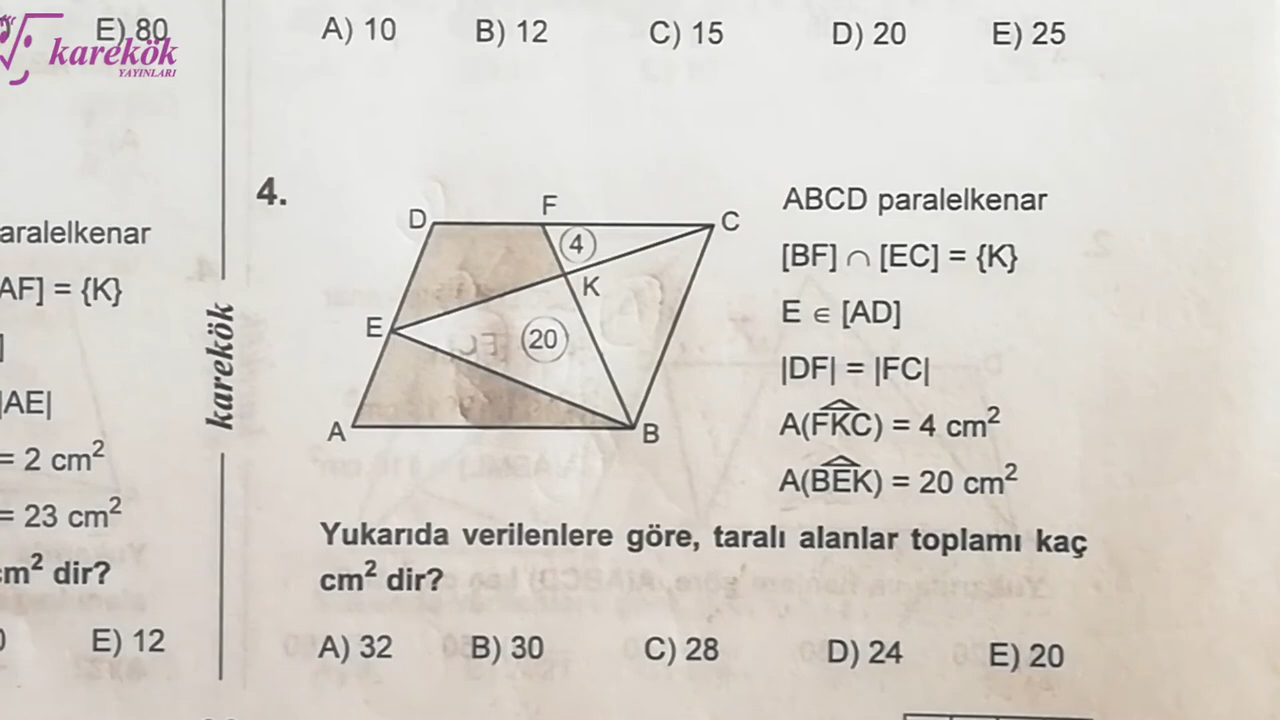 E) 80
karekök
YAYINLARI
A) 10 B) 12 C) 15 D) 20 E) 25
aralelkenar
AF] = {K}
]
|AE|
= 2 cm²
= 23 cm²
cm² dir?
E) 12
karekök
4.
D F C
4
K
E
20
A B
ABCD paralelkenar
[BF] ∩ [EC] = {K}
E ∈ [AD]
|DF| = |FC|
A(FKC) = 4 cm²
A(BEK) = 20 cm²
Yukarıda verilenlere göre, taralı alanlar toplamı kaç
cm² dir?
A) 32 B) 30 C) 28 D) 24 E) 20